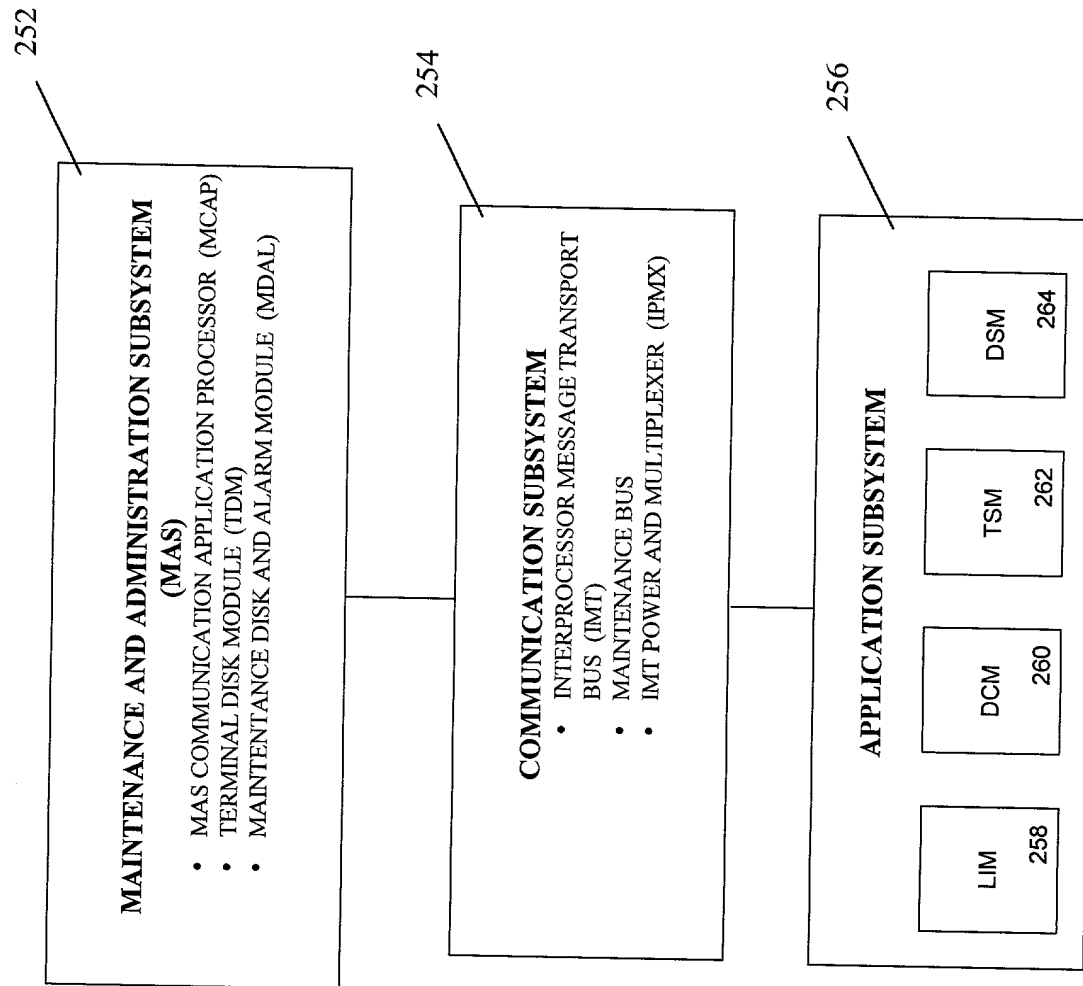 252
MAINTENANCE AND ADMINISTRATION SUBSYSTEM
(MAS)
• MAS COMMUNICATION APPLICATION PROCESSOR (MCAP)
• TERMINAL DISK MODULE (TDM)
• MAINTENTANCE DISK AND ALARM MODULE (MDAL)
254
COMMUNICATION SUBSYSTEM
• INTERPROCESSOR MESSAGE TRANSPORT
BUS (IMT)
• MAINTENANCE BUS
• IMT POWER AND MULTIPLEXER (IPMX)
256
APPLICATION SUBSYSTEM
LIM
258
DCM
260
TSM
262
DSM
264